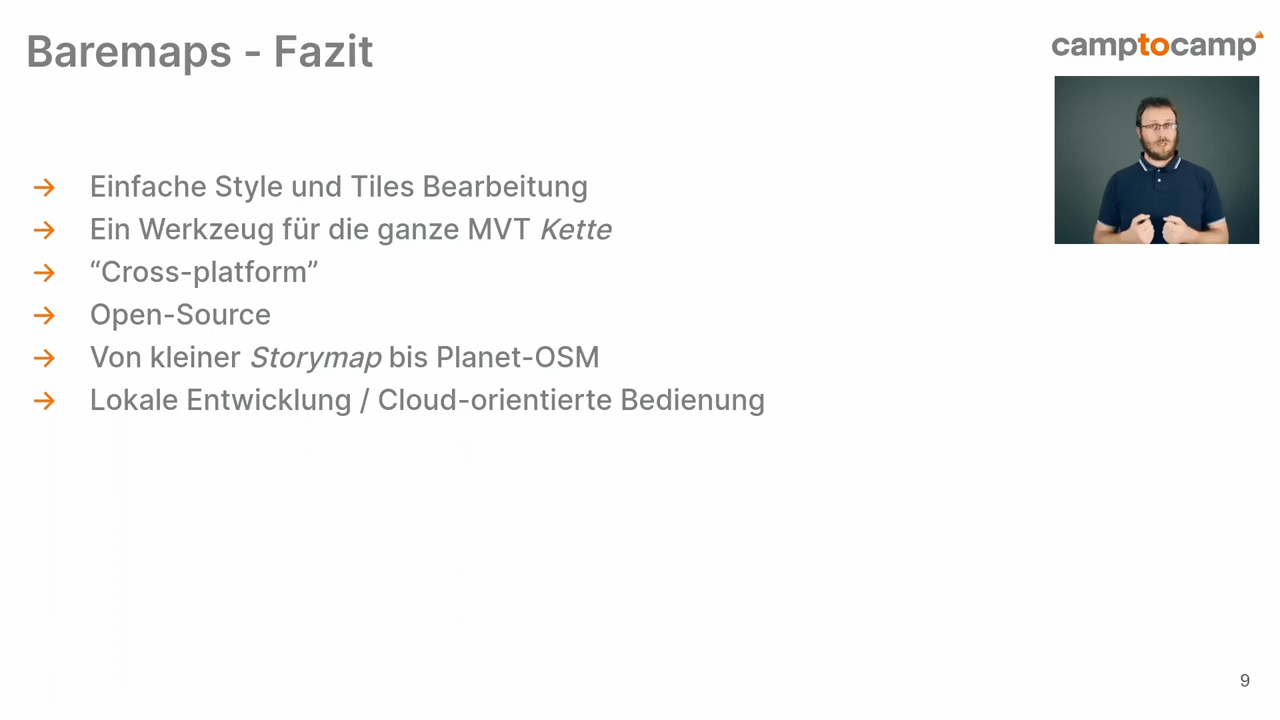 Baremaps - Fazit
camptocamp
→ Einfache Style und Tiles Bearbeitung
→ Ein Werkzeug für die ganze MVT Kette
→ “Cross-platform”
→ Open-Source
→ Von kleiner Storymap bis Planet-OSM
→ Lokale Entwicklung / Cloud-orientierte Bedienung
9